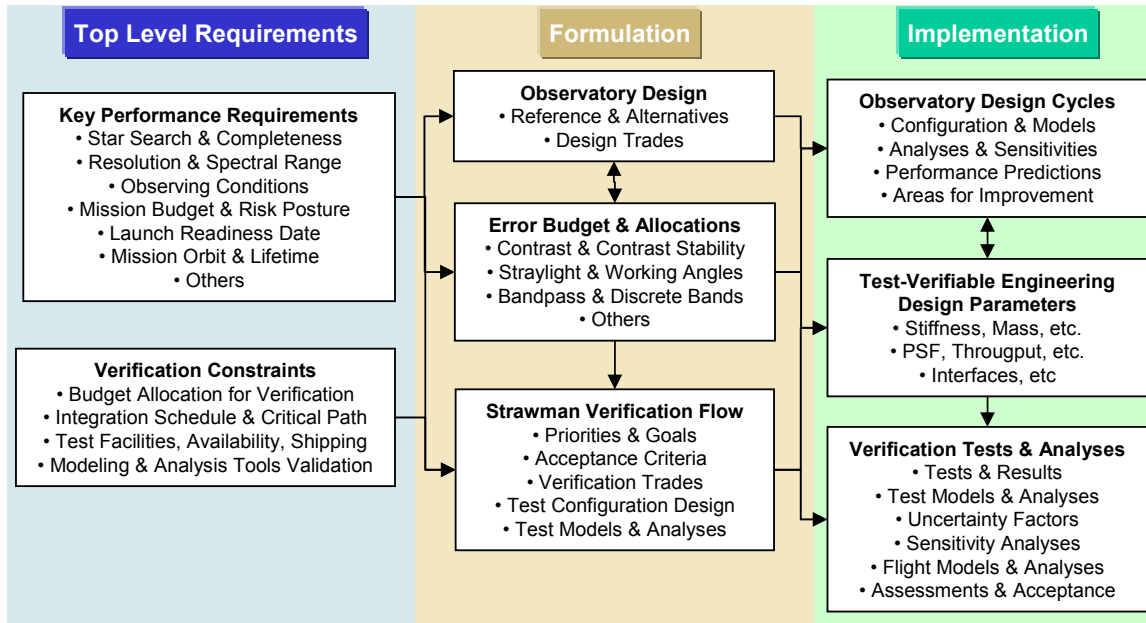 Top Level Requirements
Key Performance Requirements
• Star Search & Completeness
• Resolution & Spectral Range
• Observing Conditions
• Mission Budget & Risk Posture
• Launch Readiness Date
• Mission Orbit & Lifetime
• Others
Verification Constraints
• Budget Allocation for Verification
• Integration Schedule & Critical Path
• Test Facilities, Availability, Shipping
• Modeling & Analysis Tools Validation
Formulation
Observatory Design
• Reference & Alternatives
• Design Trades
Error Budget & Allocations
• Contrast & Contrast Stability
• Straylight & Working Angles
• Bandpass & Discrete Bands
• Others
Strawman Verification Flow
• Priorities & Goals
• Acceptance Criteria
• Verification Trades
• Test Configuration Design
• Test Models & Analyses
Implementation
Observatory Design Cycles
• Configuration & Models
• Analyses & Sensitivities
• Performance Predictions
• Areas for Improvement
Test-Verifiable Engineering
Design Parameters
• Stiffness, Mass, etc.
• PSF, Througput, etc.
• Interfaces, etc
Verification Tests & Analyses
• Tests & Results
• Test Models & Analyses
• Uncertainty Factors
• Sensitivity Analyses
• Flight Models & Analyses
• Assessments & Acceptance